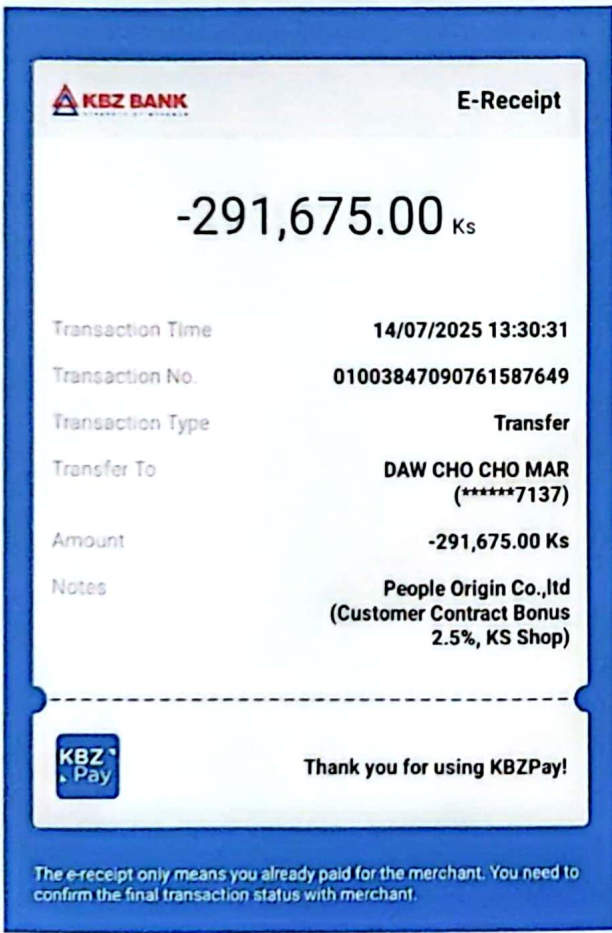 KBZ BANK
E-Receipt
-291,675.00 Ks
Transaction Time 14/07/2025 13:30:31
Transaction No. 01003847090761587649
Transaction Type Transfer
Transfer To DAW CHO CHO MAR
(******7137)
Amount -291,675.00 Ks
Notes People Origin Co.,ltd
(Customer Contract Bonus
2.5%, KS Shop)
KBZ
Pay
Thank you for using KBZPay!
The e-receipt only means you already paid for the merchant. You need to
confirm the final transaction status with merchant.